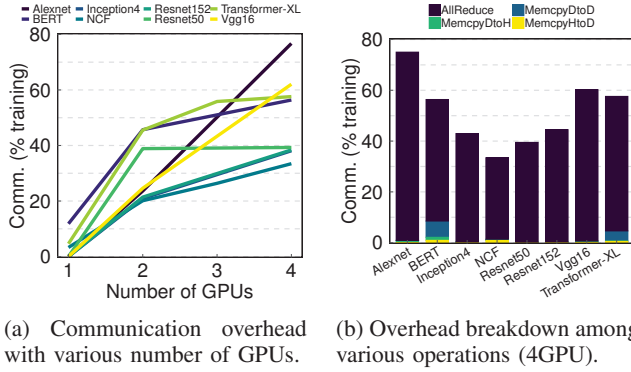 Alexnet Inception4 Resnet152 Transformer-XL
BERT NCF Resnet50 Vgg16
80
60
40
20
0
Comm. (% training)
1 2 3 4
Number of GPUs
(a) Communication overhead
with various number of GPUs.
AllReduce MemcpyDtoD
MemcpyDtoH MemcpyHtoD
80
60
40
20
0
Comm. (% training)
Alexnet
BERT
Inception4
NCF
Resnet50
Resnet152
Vgg16
Transformer-XL
(b) Overhead breakdown among
various operations (4GPU).